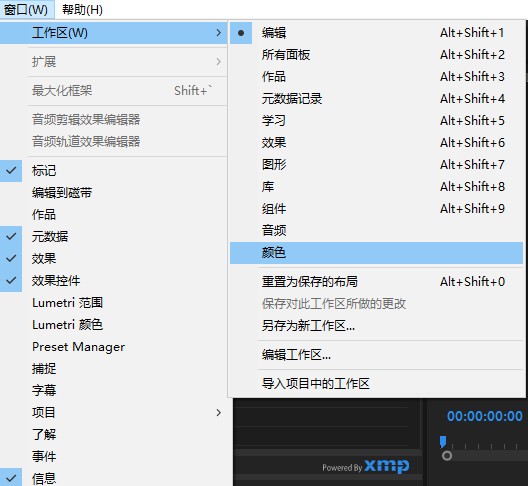 窗口(W) 帮助(H)
工作区(W)
扩展
最大化框架 Shift+`
音频剪辑效果编辑器
音频轨道效果编辑器
标记
编辑到磁带
作品
元数据
效果
效果控件
Lumetri 范围
Lumetri 颜色
Preset Manager
捕捉
字幕
项目
了解
事件
信息
编辑 Alt+Shift+1
所有面板 Alt+Shift+2
作品 Alt+Shift+3
元数据记录 Alt+Shift+4
学习 Alt+Shift+5
效果 Alt+Shift+6
图形 Alt+Shift+7
库 Alt+Shift+8
组件 Alt+Shift+9
音频
颜色
重置为保存的布局 Alt+Shift+0
保存对此工作区所做的更改
另存为新工作区...
编辑工作区...
导入项目中的工作区
00:00:00:00
Powered By xmp